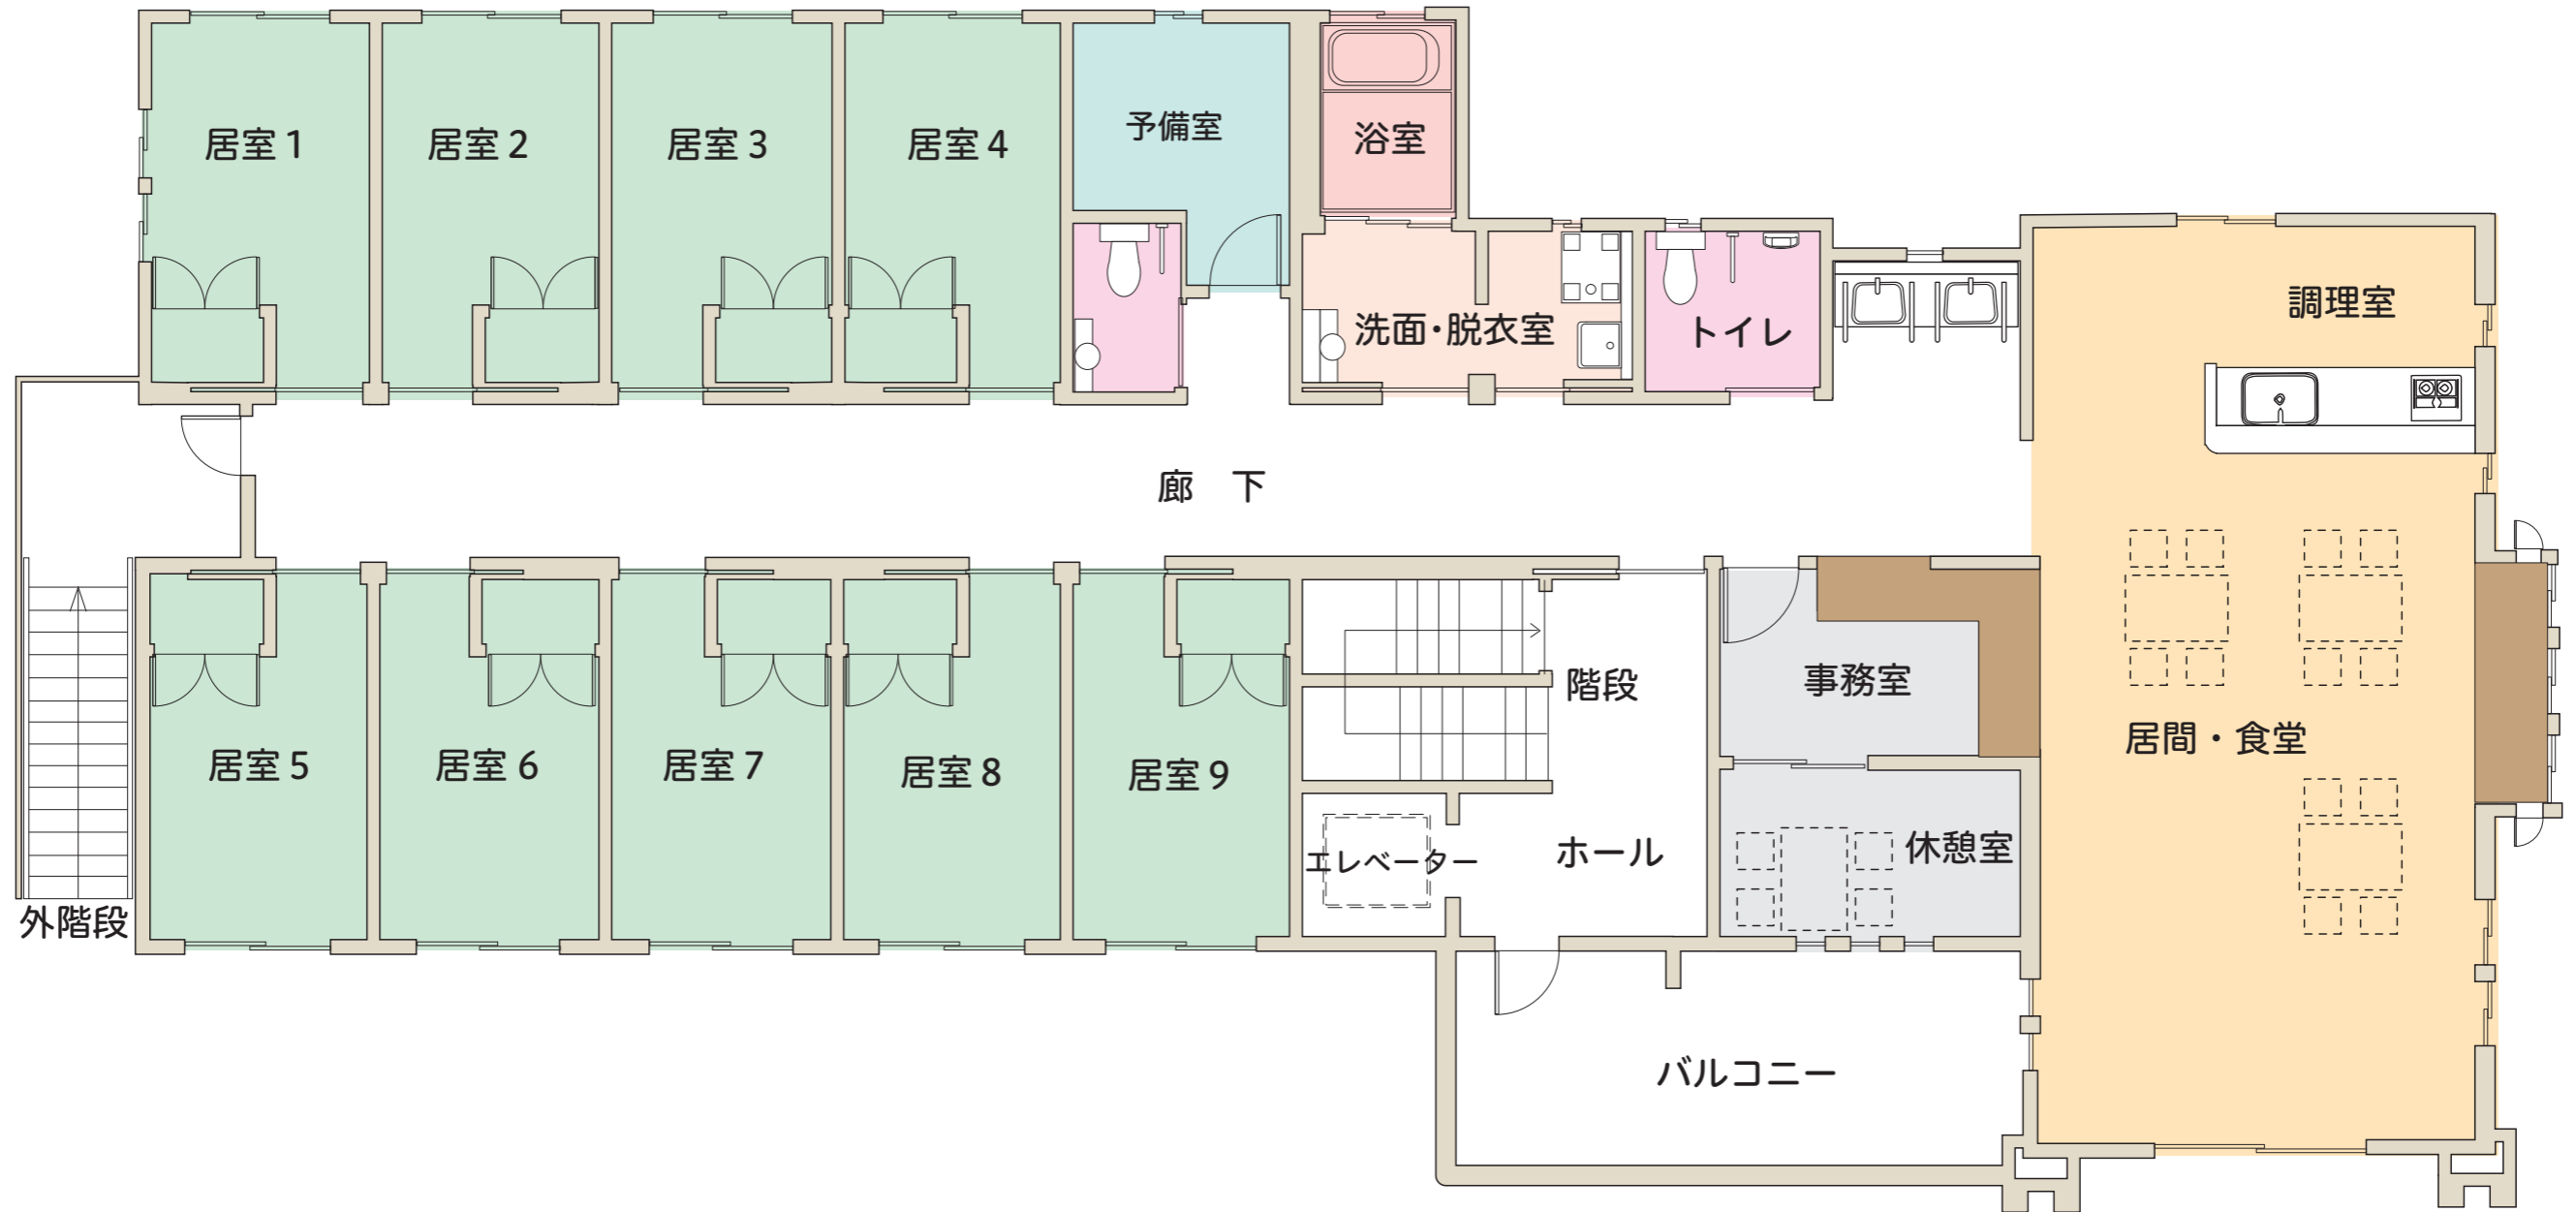 居室 1
居室 2
居室 3
居室 4
予備室
浴室
洗面･脱衣室
トイレ
調理室
廊　下
外階段
居室 5
居室 6
居室 7
居室 8
居室 9
階段
エレベーター
ホール
事務室
休憩室
居間・食堂
バルコニー